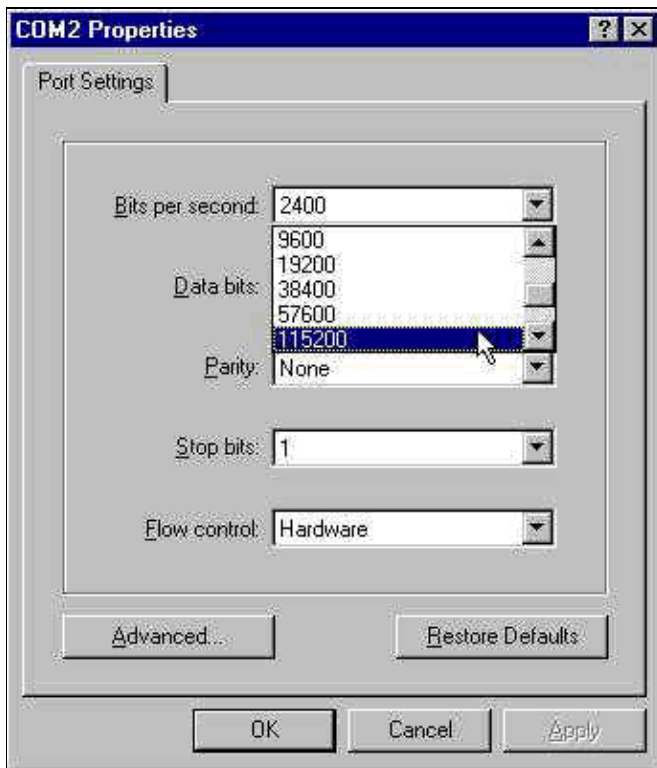 COM2 Properties
Port Settings
Bits per second: 2400
9600
19200
Data bits: 38400
57600
115200
Parity: None
Stop bits: 1
Flow control: Hardware
Advanced... Restore Defaults
OK Cancel Apply